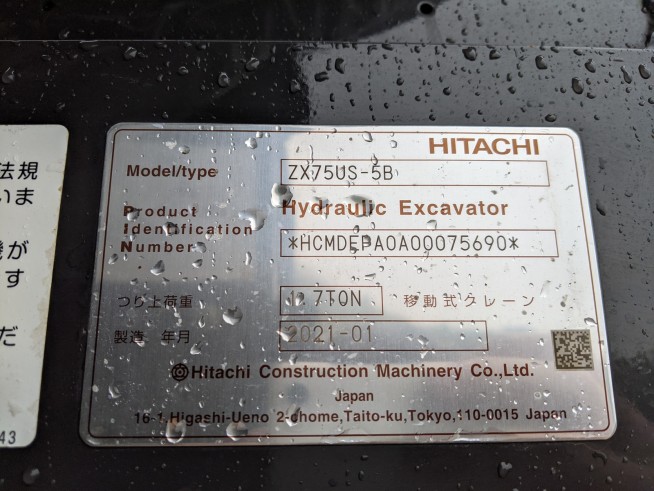 HITACHI
Model/type ZX75US-5B
Product Identification Number
Hydraulic Excavator
*HCMDEPA0A00075690*
つり上荷重 1.7TON 移動式クレーン
製造 年月 2021-01
Hitachi Construction Machinery Co.,Ltd.
Japan
16-1,Higashi-Ueno 2-chome,Taito-ku,Tokyo,110-0015 Japan
法規
いま
機が
す
だ
43